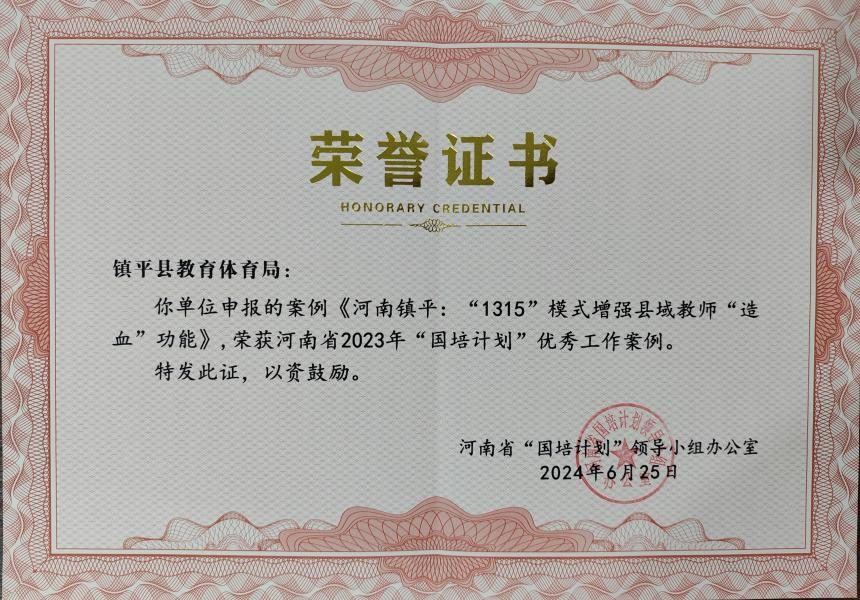 荣誉证书
HONORARY CREDENTIAL
镇平县教育体育局：
你单位申报的案例《河南镇平：“1315”模式增强县域教师“造
血”功能》,荣获河南省2023年“国培计划”优秀工作案例。
特发此证，以资鼓励。
河南省“国培计划”领导小组办公室
2024年6月25日
办公室